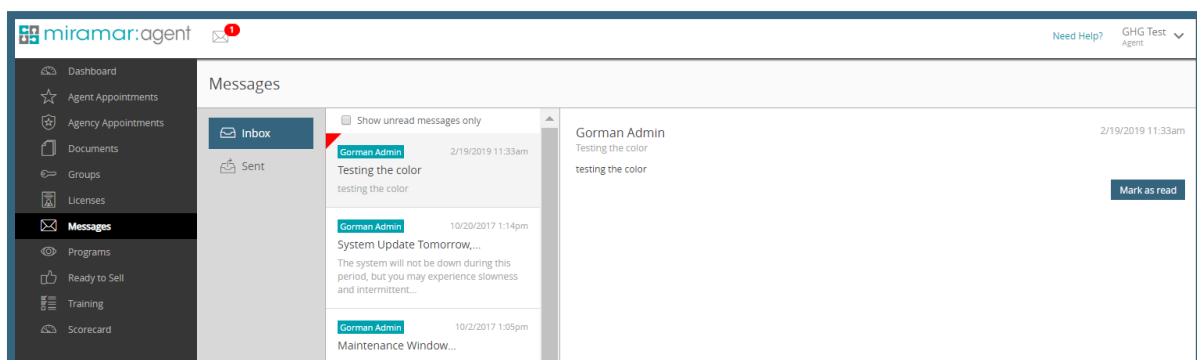 miramar:agent
1
Need Help?
GHG Test
Agent
Dashboard
Agent Appointments
Agency Appointments
Documents
Groups
Licenses
Messages
Programs
Ready to Sell
Training
Scorecard
Messages
Inbox
Sent
Show unread messages only
Gorman Admin 2/19/2019 11:33am
Testing the color
testing the color
Gorman Admin 10/20/2017 1:14pm
System Update Tomorrow,...
The system will not be down during this
period, but you may experience slowness
and intermittent...
Gorman Admin 10/2/2017 1:05pm
Maintenance Window...
Gorman Admin 2/19/2019 11:33am
Testing the color
testing the color
Mark as read